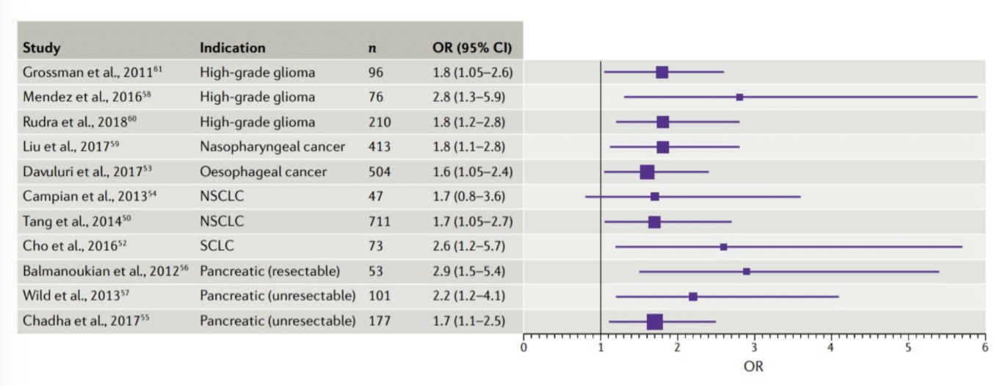 Study Indication n OR (95% CI)
Grossman et al., 2011⁶¹ High-grade glioma 96 1.8 (1.05–2.6)
Mendez et al., 2016⁵⁸ High-grade glioma 76 2.8 (1.3–5.9)
Rudra et al., 2018⁶⁰ High-grade glioma 210 1.8 (1.2–2.8)
Liu et al., 2017⁵⁹ Nasopharyngeal cancer 413 1.8 (1.1–2.8)
Davuluri et al., 2017⁵³ Oesophageal cancer 504 1.6 (1.05–2.4)
Campian et al., 2013⁵⁴ NSCLC 47 1.7 (0.8–3.6)
Tang et al., 2014⁵⁰ NSCLC 711 1.7 (1.05–2.7)
Cho et al., 2016⁵² SCLC 73 2.6 (1.2–5.7)
Balmanoukian et al., 2012⁵⁶ Pancreatic (resectable) 53 2.9 (1.5–5.4)
Wild et al., 2013⁵⁷ Pancreatic (unresectable) 101 2.2 (1.2–4.1)
Chadha et al., 2017⁵⁵ Pancreatic (unresectable) 177 1.7 (1.1–2.5)
0 1 2 3 4 5 6
OR